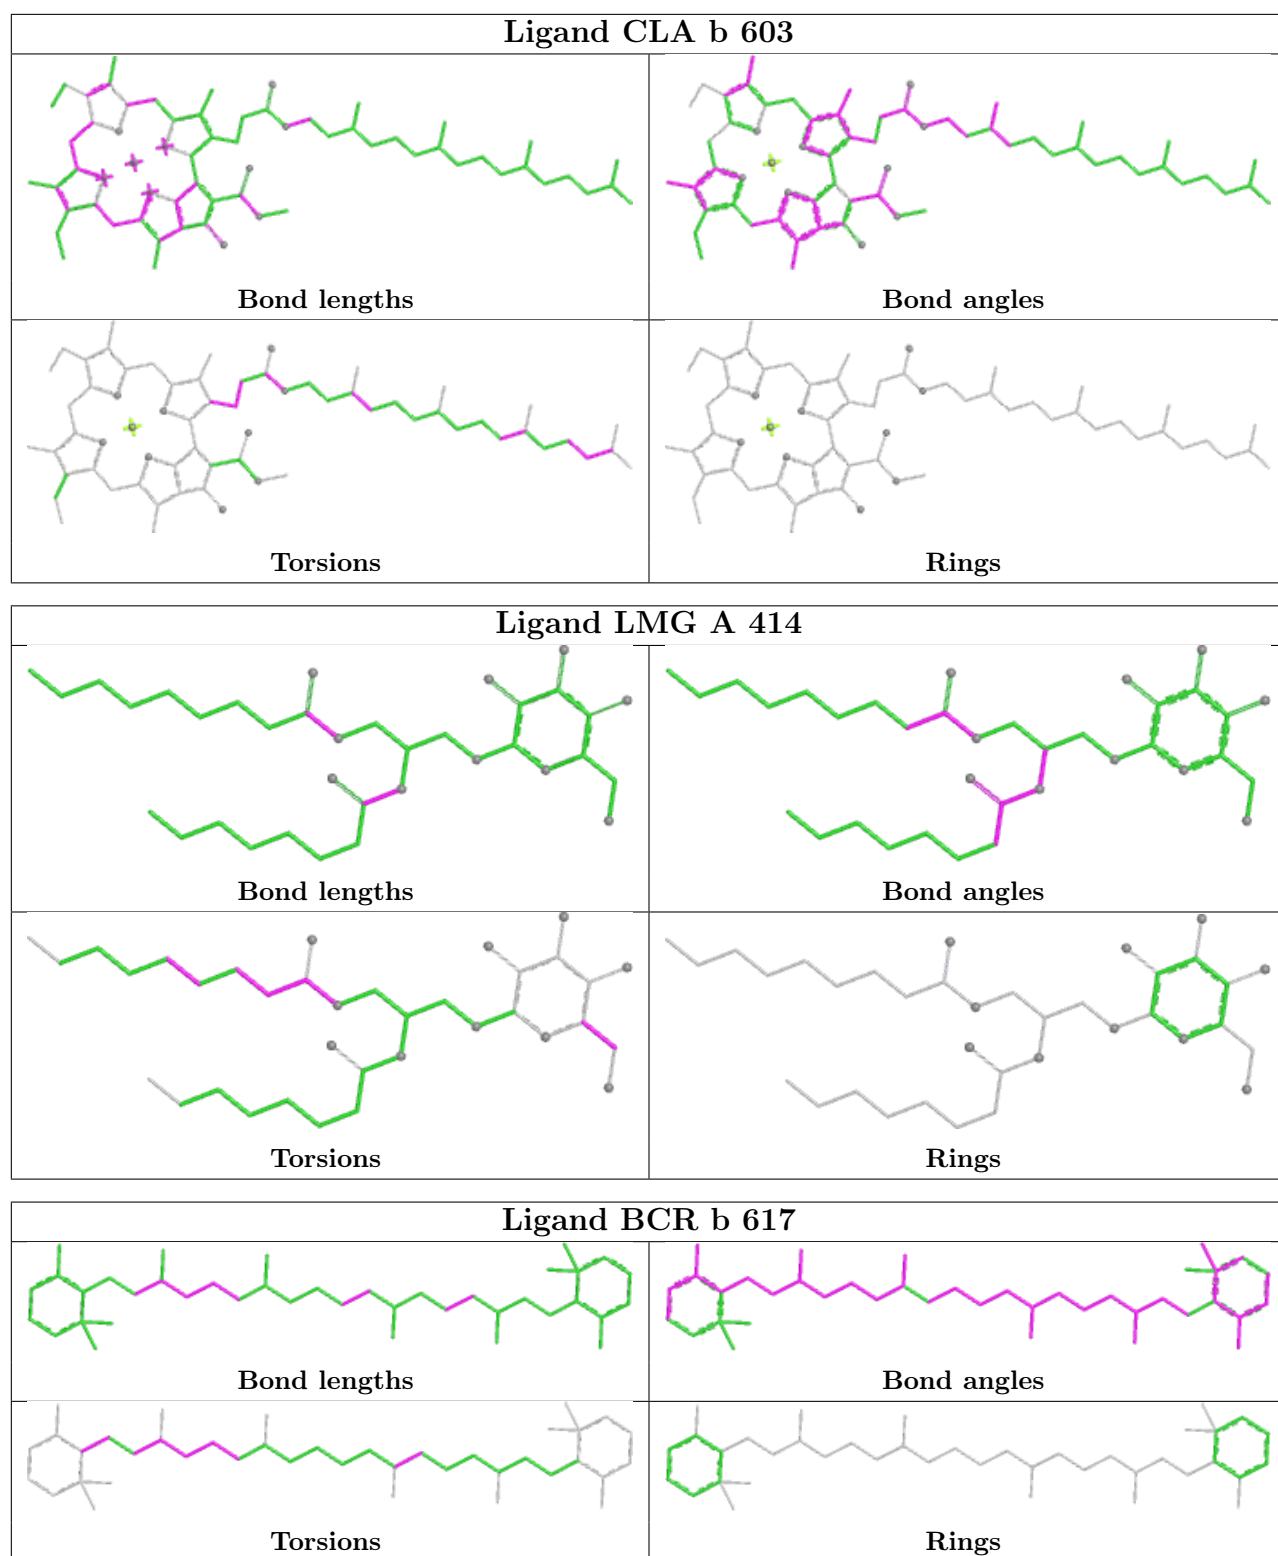 Ligand CLA b 603
Bond lengths
Bond angles
Torsions
Rings
Ligand LMG A 414
Bond lengths
Bond angles
Torsions
Rings
Ligand BCR b 617
Bond lengths
Bond angles
Torsions
Rings